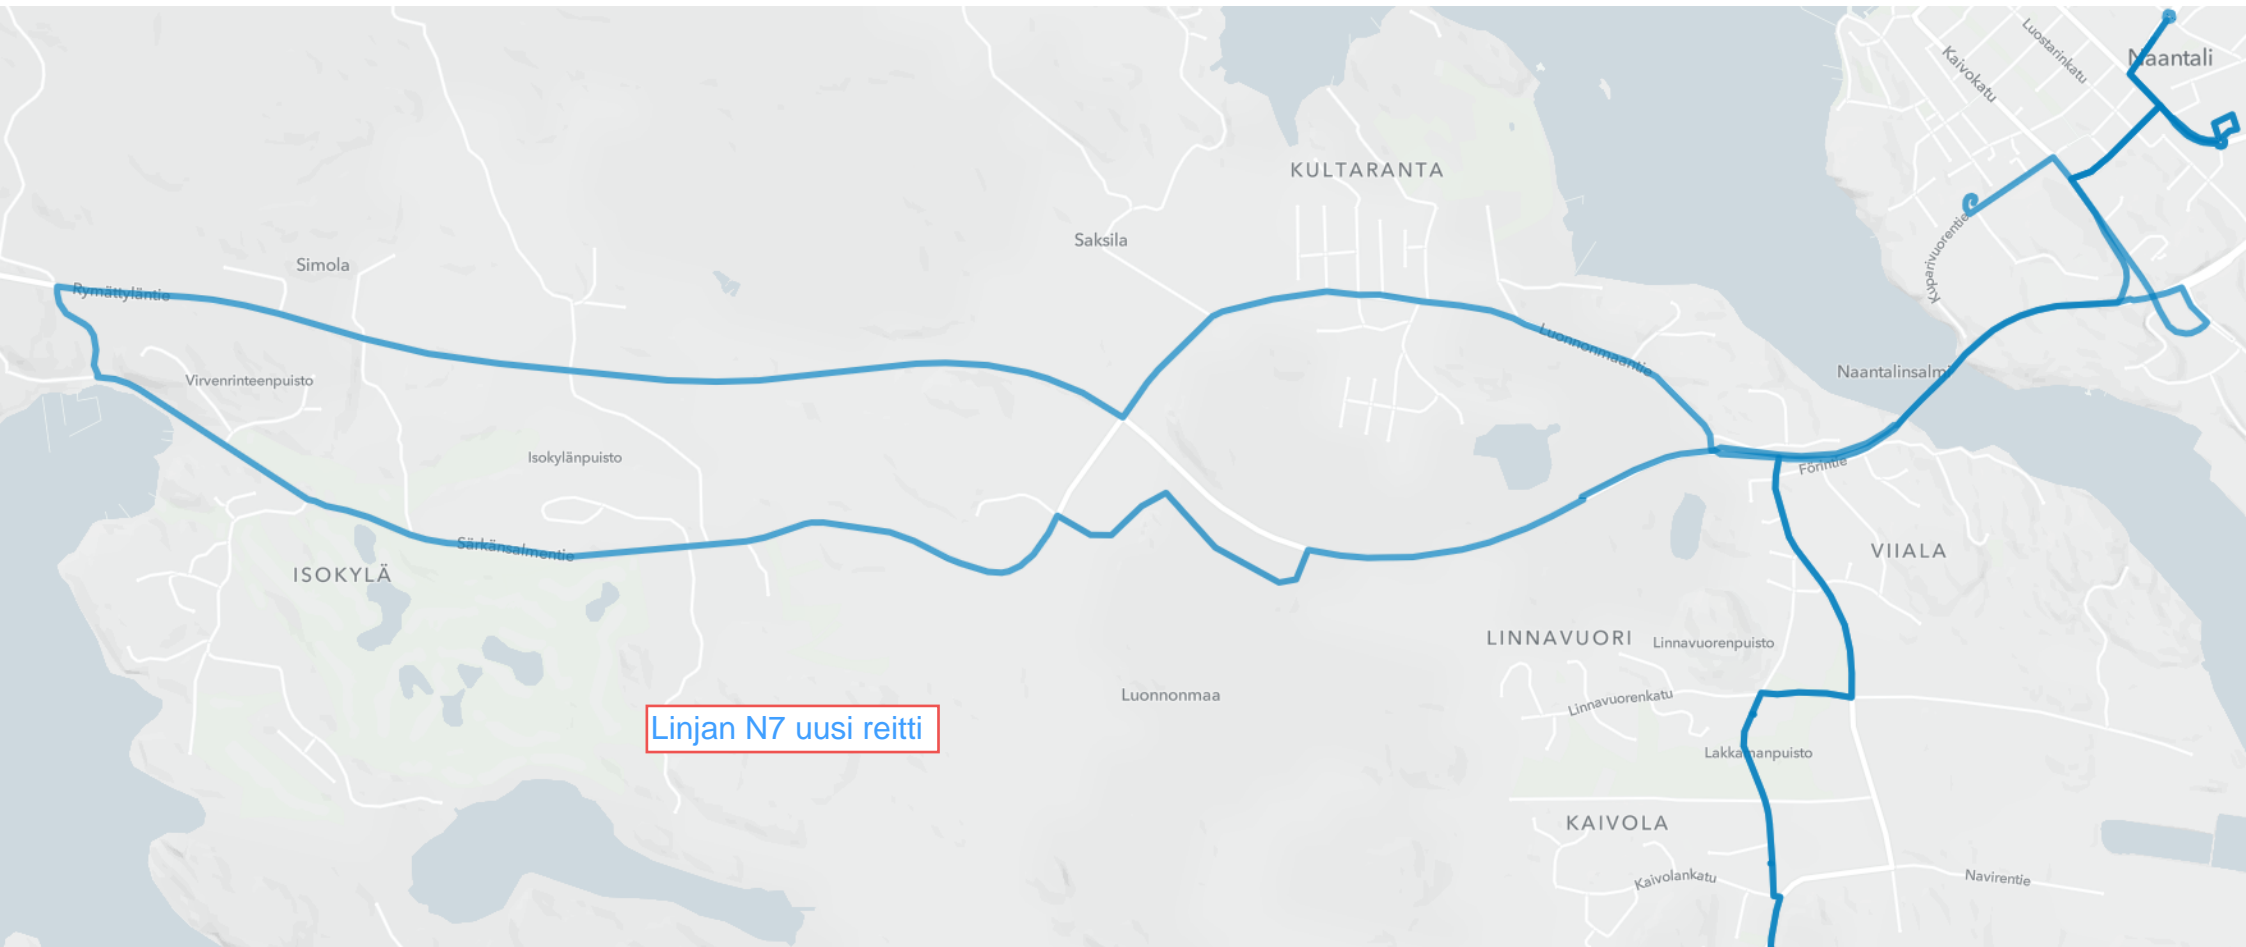 Luostarinkatu
Naantali
Kaivokatu
KULTARANTA
Kuparivuorentie
Saksila
Simola
Rymättyläntie
Luonnonmaantie
Naantalinsalmi
Virvenrinteenpuisto
Isokylänpuisto
Förintie
Särkänsalmentie
VIIALA
ISOKYLÄ
LINNAVUORI
Linnavuorenpuisto
Luonnonmaa
Linnavuorenkatu
Linjan N7 uusi reitti
Lakkamanpuisto
KAIVOLA
Kaivolankatu
Navirentie